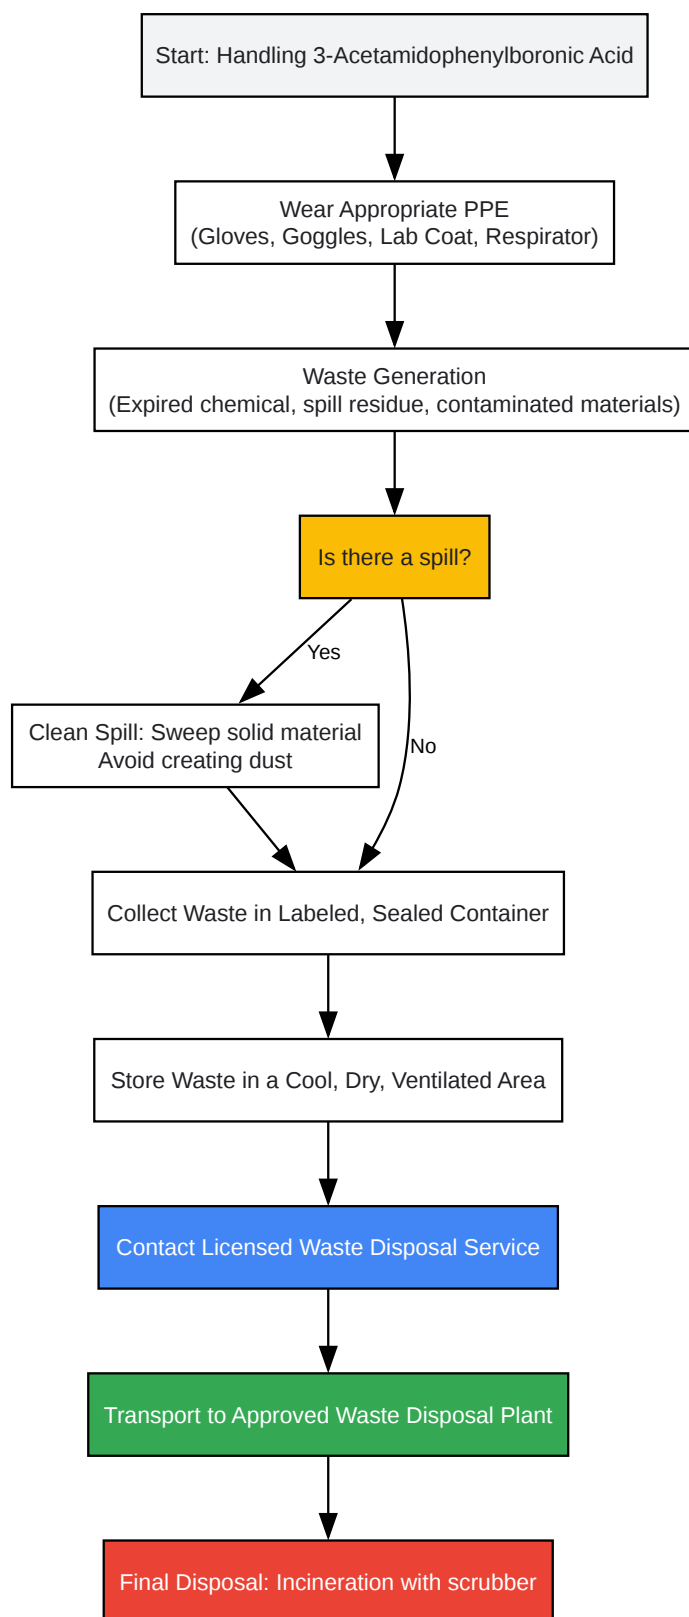 Start: Handling 3-Acetamidophenylboronic Acid
Wear Appropriate PPE
(Gloves, Goggles, Lab Coat, Respirator)
Waste Generation
(Expired chemical, spill residue, contaminated materials)
Is there a spill?
Yes
Clean Spill: Sweep solid material
Avoid creating dust
No
Collect Waste in Labeled, Sealed Container
Store Waste in a Cool, Dry, Ventilated Area
Contact Licensed Waste Disposal Service
Transport to Approved Waste Disposal Plant
Final Disposal: Incineration with scrubber